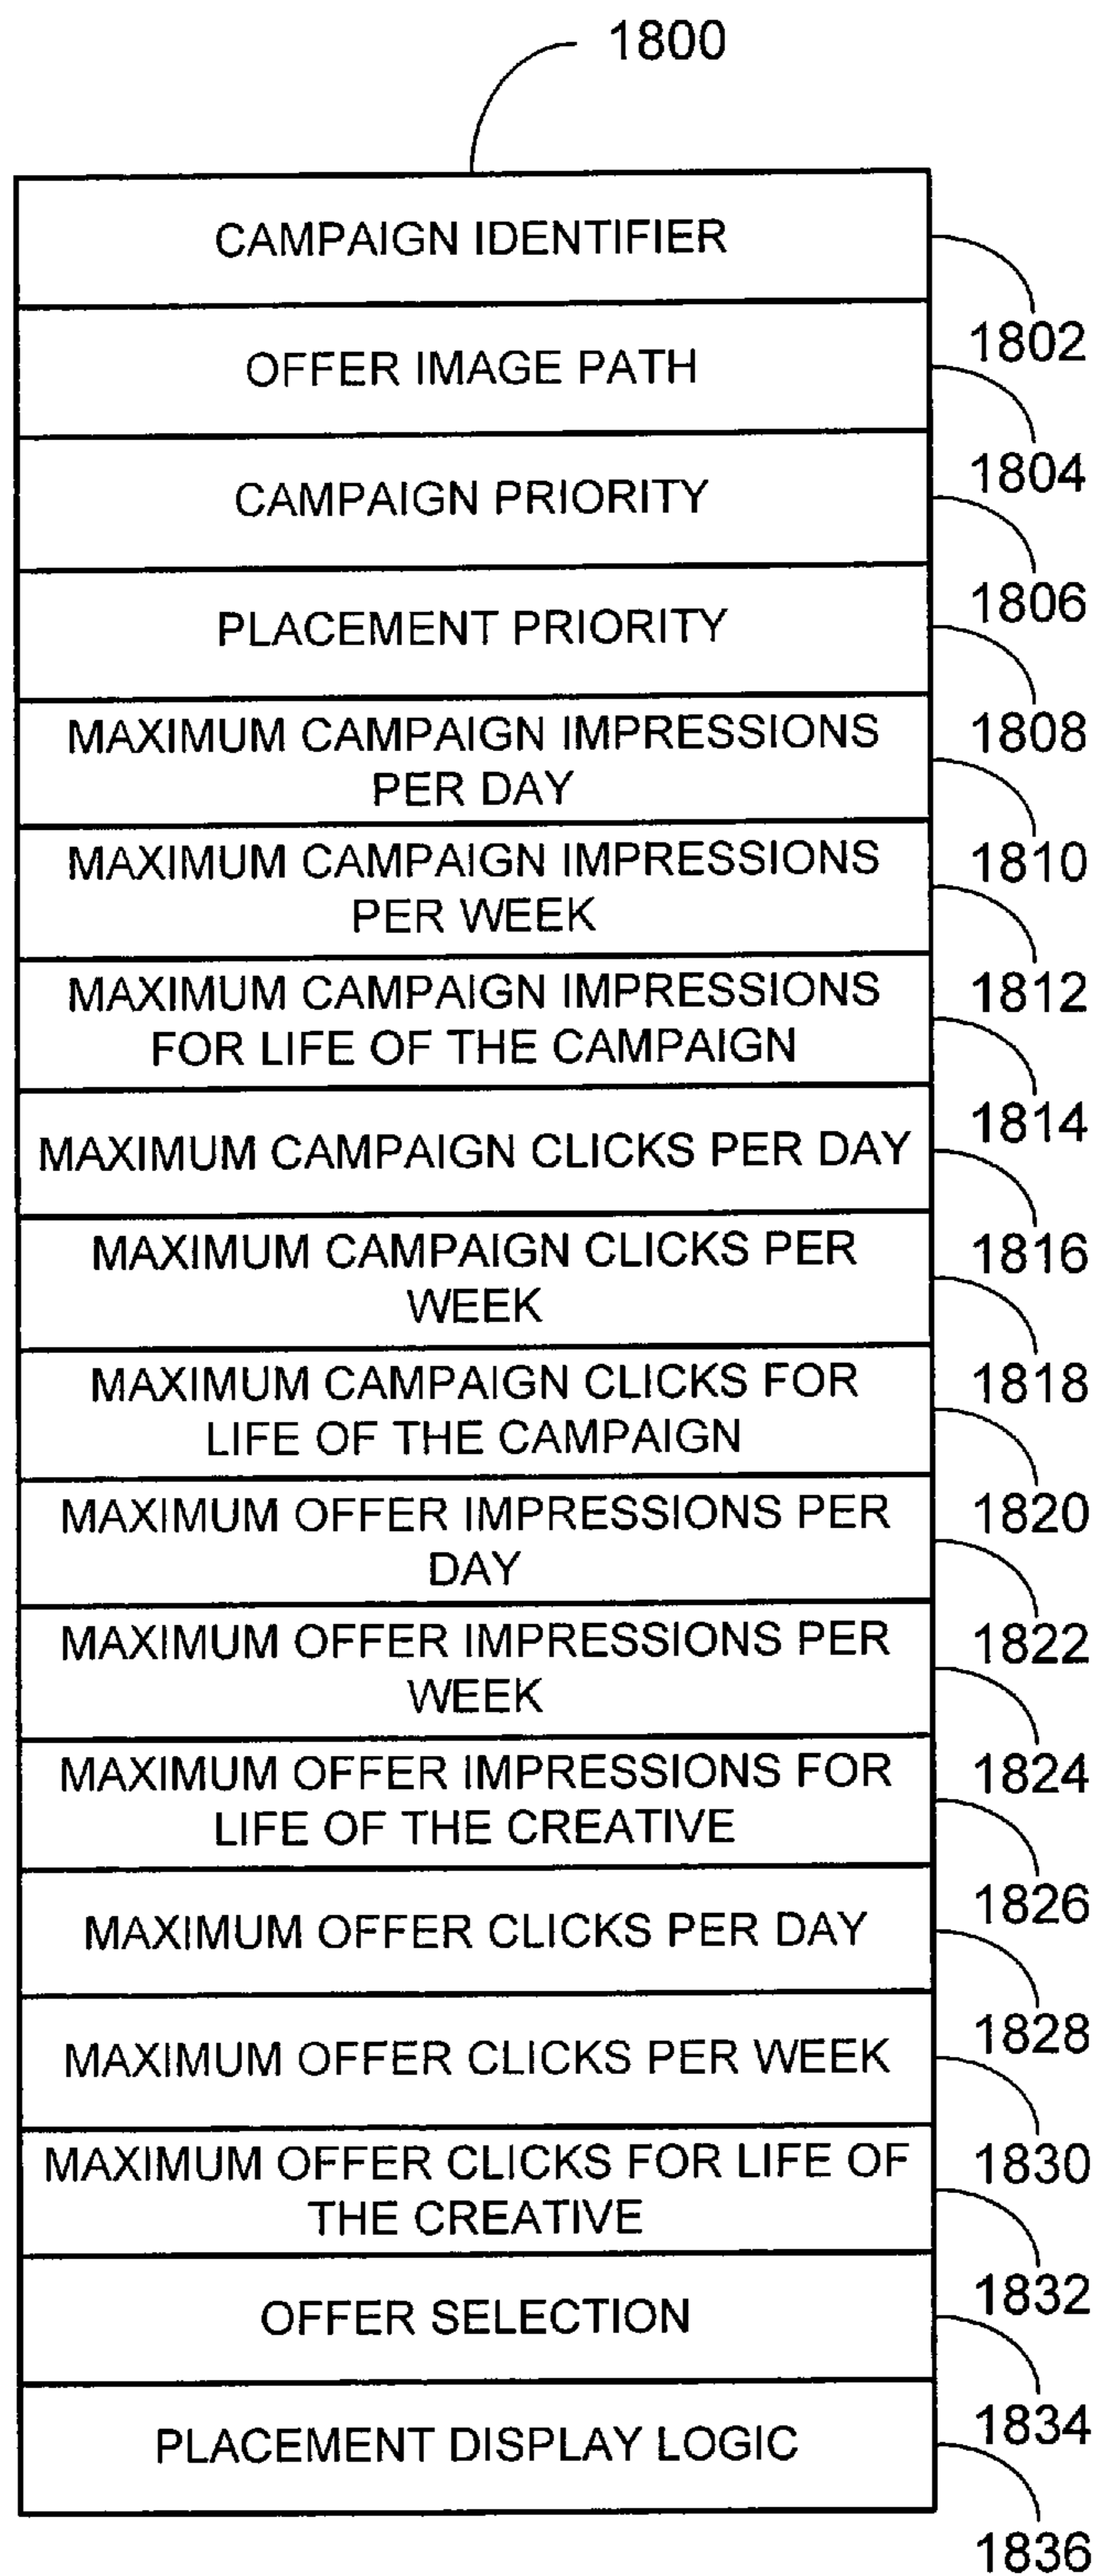 1800
CAMPAIGN IDENTIFIER
1802
OFFER IMAGE PATH
1804
CAMPAIGN PRIORITY
1806
PLACEMENT PRIORITY
1808
MAXIMUM CAMPAIGN IMPRESSIONS
PER DAY
1810
MAXIMUM CAMPAIGN IMPRESSIONS
PER WEEK
1812
MAXIMUM CAMPAIGN IMPRESSIONS
FOR LIFE OF THE CAMPAIGN
1814
MAXIMUM CAMPAIGN CLICKS PER DAY
1816
MAXIMUM CAMPAIGN CLICKS PER
WEEK
1818
MAXIMUM CAMPAIGN CLICKS FOR
LIFE OF THE CAMPAIGN
1820
MAXIMUM OFFER IMPRESSIONS PER
DAY
1822
MAXIMUM OFFER IMPRESSIONS PER
WEEK
1824
MAXIMUM OFFER IMPRESSIONS FOR
LIFE OF THE CREATIVE
1826
MAXIMUM OFFER CLICKS PER DAY
1828
MAXIMUM OFFER CLICKS PER WEEK
1830
MAXIMUM OFFER CLICKS FOR LIFE OF
THE CREATIVE
1832
OFFER SELECTION
1834
PLACEMENT DISPLAY LOGIC
1836